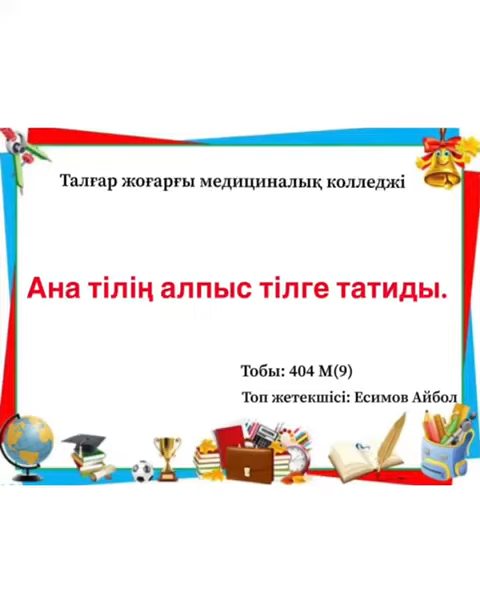 Талғар жоғарғы медициналық колледжі
Ана тілің алпыс тілге татиды.
Тобы: 404 М(9)
Топ жетекшісі: Есимов Айбол